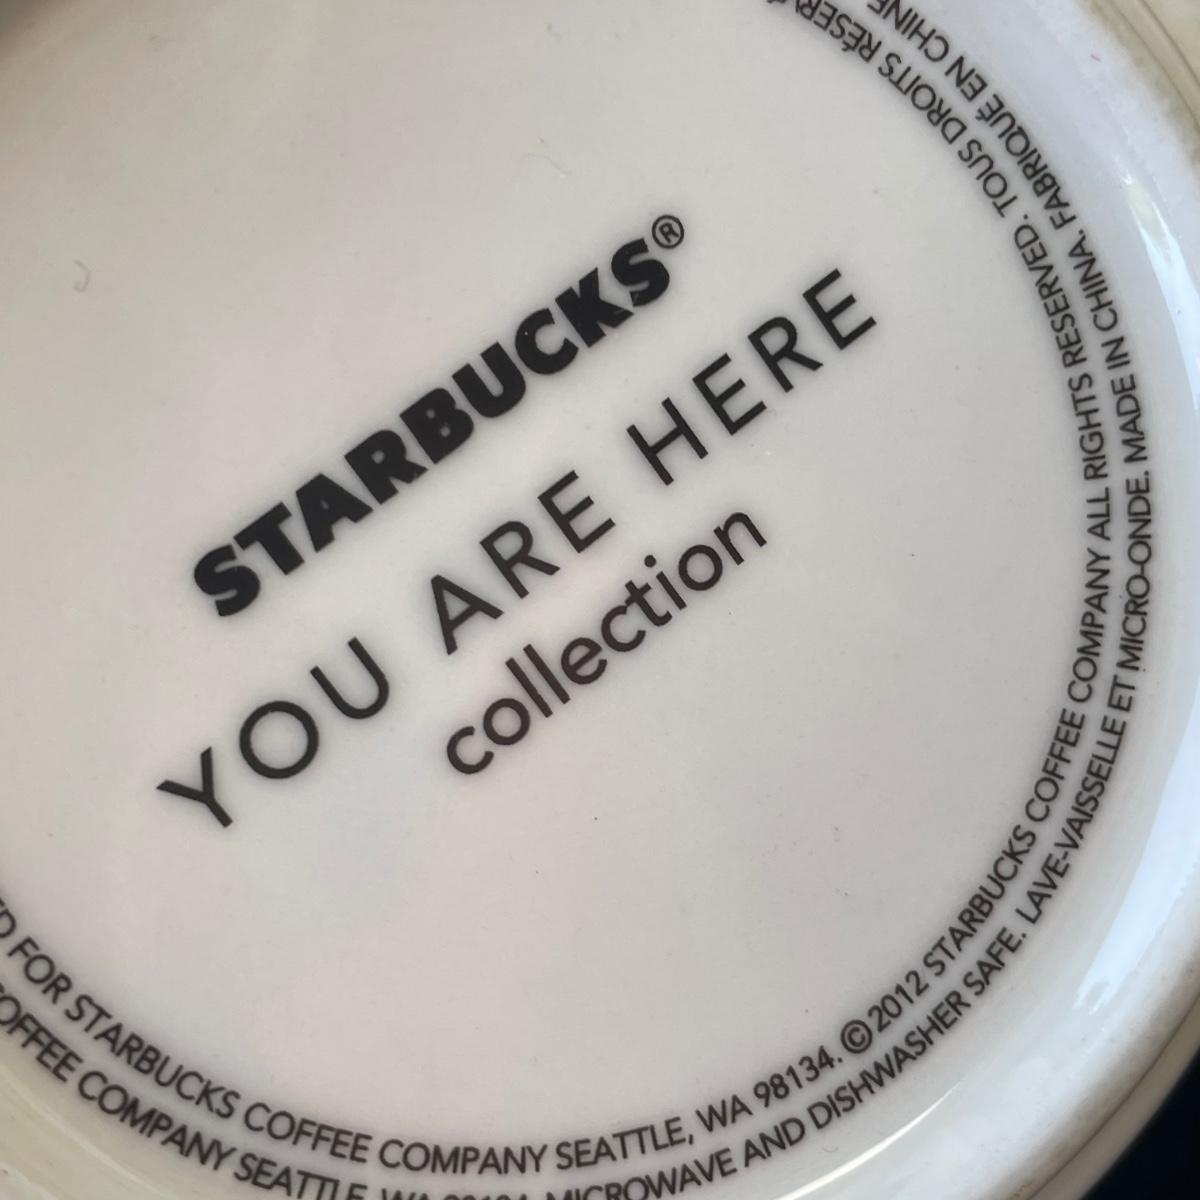 STARBUCKS®
YOU ARE HERE
collection
FOR STARBUCKS COFFEE COMPANY SEATTLE, WA 98134. ©2012 STARBUCKS COFFEE COMPANY ALL RIGHTS RESERVED. TOUS DROITS
COFFEE COMPANY SEATTLE, WA 98134. MICROWAVE AND DISHWASHER SAFE. LAVE-VAISSELLE ET MICRO-ONDE. MADE IN CHINA. FABRIQUÉ EN CHINE